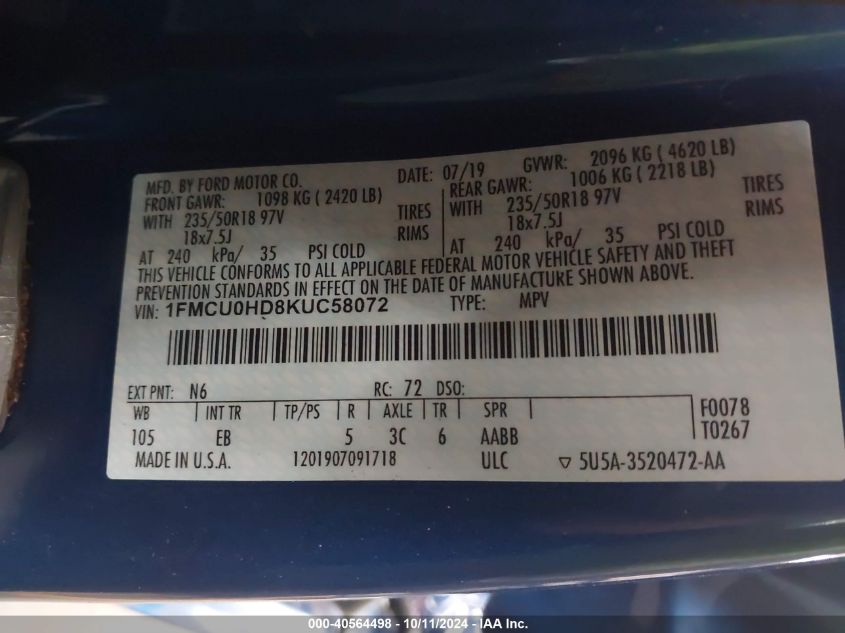 MFD. BY FORD MOTOR CO. DATE: 07/19 GVWR: 2096 KG ( 4620 LB)
FRONT GAWR: 1098 KG ( 2420 LB) REAR GAWR: 1006 KG ( 2218 LB)
WITH 235/50R18 97V TIRES WITH 235/50R18 97V TIRES
18x7.5J RIMS 18x7.5J RIMS
AT 240 kPa/ 35 PSI COLD AT 240 kPa/ 35 PSI COLD
THIS VEHICLE CONFORMS TO ALL APPLICABLE FEDERAL MOTOR VEHICLE SAFETY AND THEFT
PREVENTION STANDARDS IN EFFECT ON THE DATE OF MANUFACTURE SHOWN ABOVE.
VIN: 1FMCU0HD8KUC58072 TYPE: MPV
EXT PNT: N6 RC: 72 DSO:
WB INT TR TP/PS R AXLE TR SPR F0078
105 EB 5 3C 6 AABB T0267
MADE IN U.S.A. 1201907091718 ULC ▽ 5U5A-3520472-AA
000-40564498 - 10/11/2024 - IAA Inc.